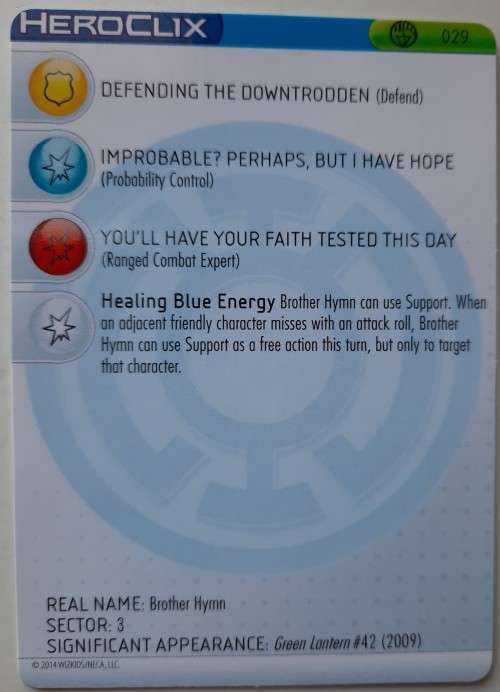 HEROCLIX
029
DEFENDING THE DOWNTRODDEN (Defend)
IMPROBABLE? PERHAPS, BUT I HAVE HOPE
(Probability Control)
YOU'LL HAVE YOUR FAITH TESTED THIS DAY
(Ranged Combat Expert)
Healing Blue Energy Brother Hymn can use Support. When
an adjacent friendly character misses with an attack roll, Brother
Hymn can use Support as a free action this turn, but only to target
that character.
REAL NAME: Brother Hymn
SECTOR: 3
SIGNIFICANT APPEARANCE: Green Lantern #42 (2009)
© 2014 WIZKIDS/NECA, LLC.